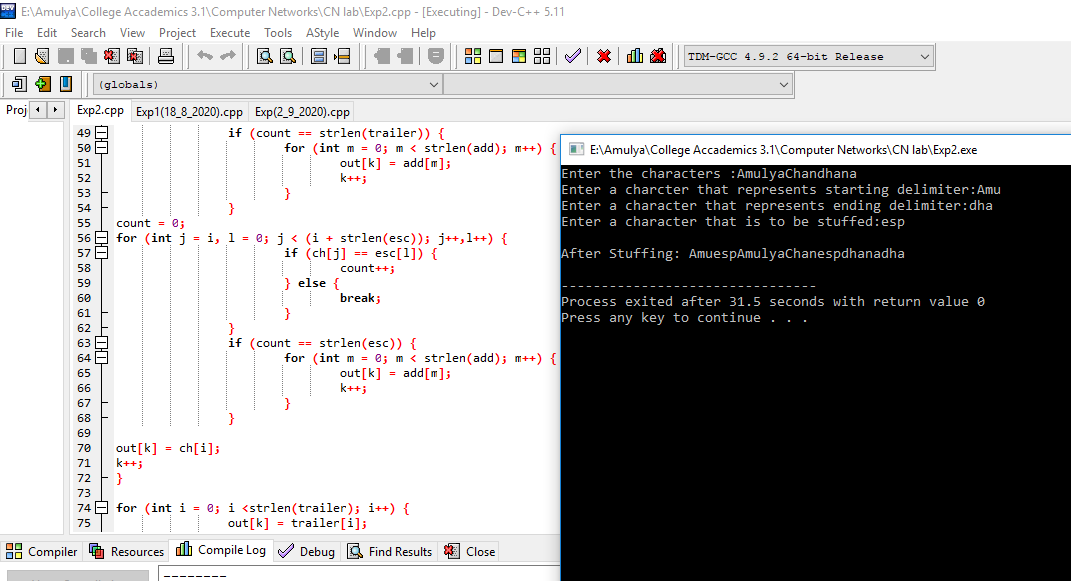 E:\Amulya\College Accademics 3.1\Computer Networks\CN lab\Exp2.cpp - [Executing] - Dev-C++ 5.11
File Edit Search View Project Execute Tools AStyle Window Help
TDM-GCC 4.9.2 64-bit Release
(globals)
Proj Exp2.cpp Exp1(18_8_2020).cpp Exp(2_9_2020).cpp
49 if (count == strlen(trailer)) {
50 for (int m = 0; m < strlen(add); m++) {
51 out[k] = add[m];
52 k++;
53 }
54 }
55 count = 0;
56 for (int j = i, l = 0; j < (i + strlen(esc)); j++,l++) {
57 if (ch[j] == esc[l]) {
58 count++;
59 } else {
60 break;
61 }
62 }
63 if (count == strlen(esc)) {
64 for (int m = 0; m < strlen(add); m++) {
65 out[k] = add[m];
66 k++;
67 }
68 }
69
70 out[k] = ch[i];
71 k++;
72 }
73
74 for (int i = 0; i <strlen(trailer); i++) {
75 out[k] = trailer[i];
Compiler Resources Compile Log Debug Find Results Close
--------
E:\Amulya\College Accademics 3.1\Computer Networks\CN lab\Exp2.exe
Enter the characters :AmulyaChandhana
Enter a charcter that represents starting delimiter:Amu
Enter a character that represents ending delimiter:dha
Enter a character that is to be stuffed:esp
After Stuffing: AmuespAmulyaChanespdhanadha
--------------------------------
Process exited after 31.5 seconds with return value 0
Press any key to continue . . .